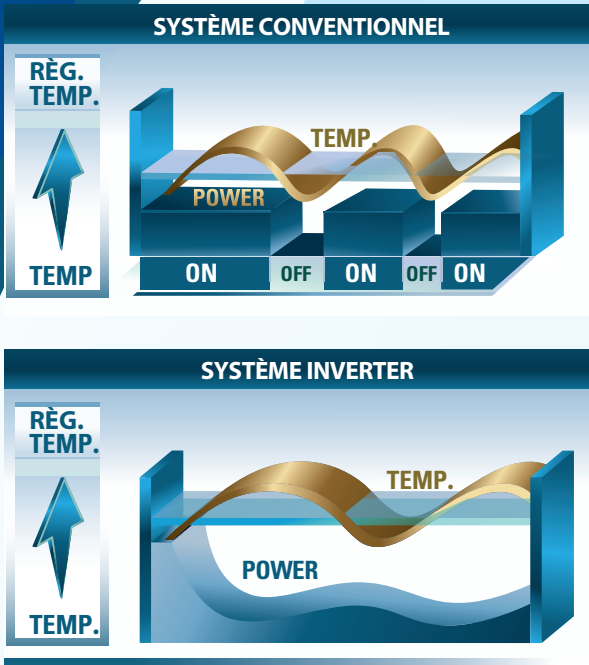 SYSTÈME CONVENTIONNEL
RÈG.
TEMP.
TEMP.
POWER
TEMP
ON OFF ON OFF ON
SYSTÈME INVERTER
RÈG.
TEMP.
TEMP.
POWER
TEMP.